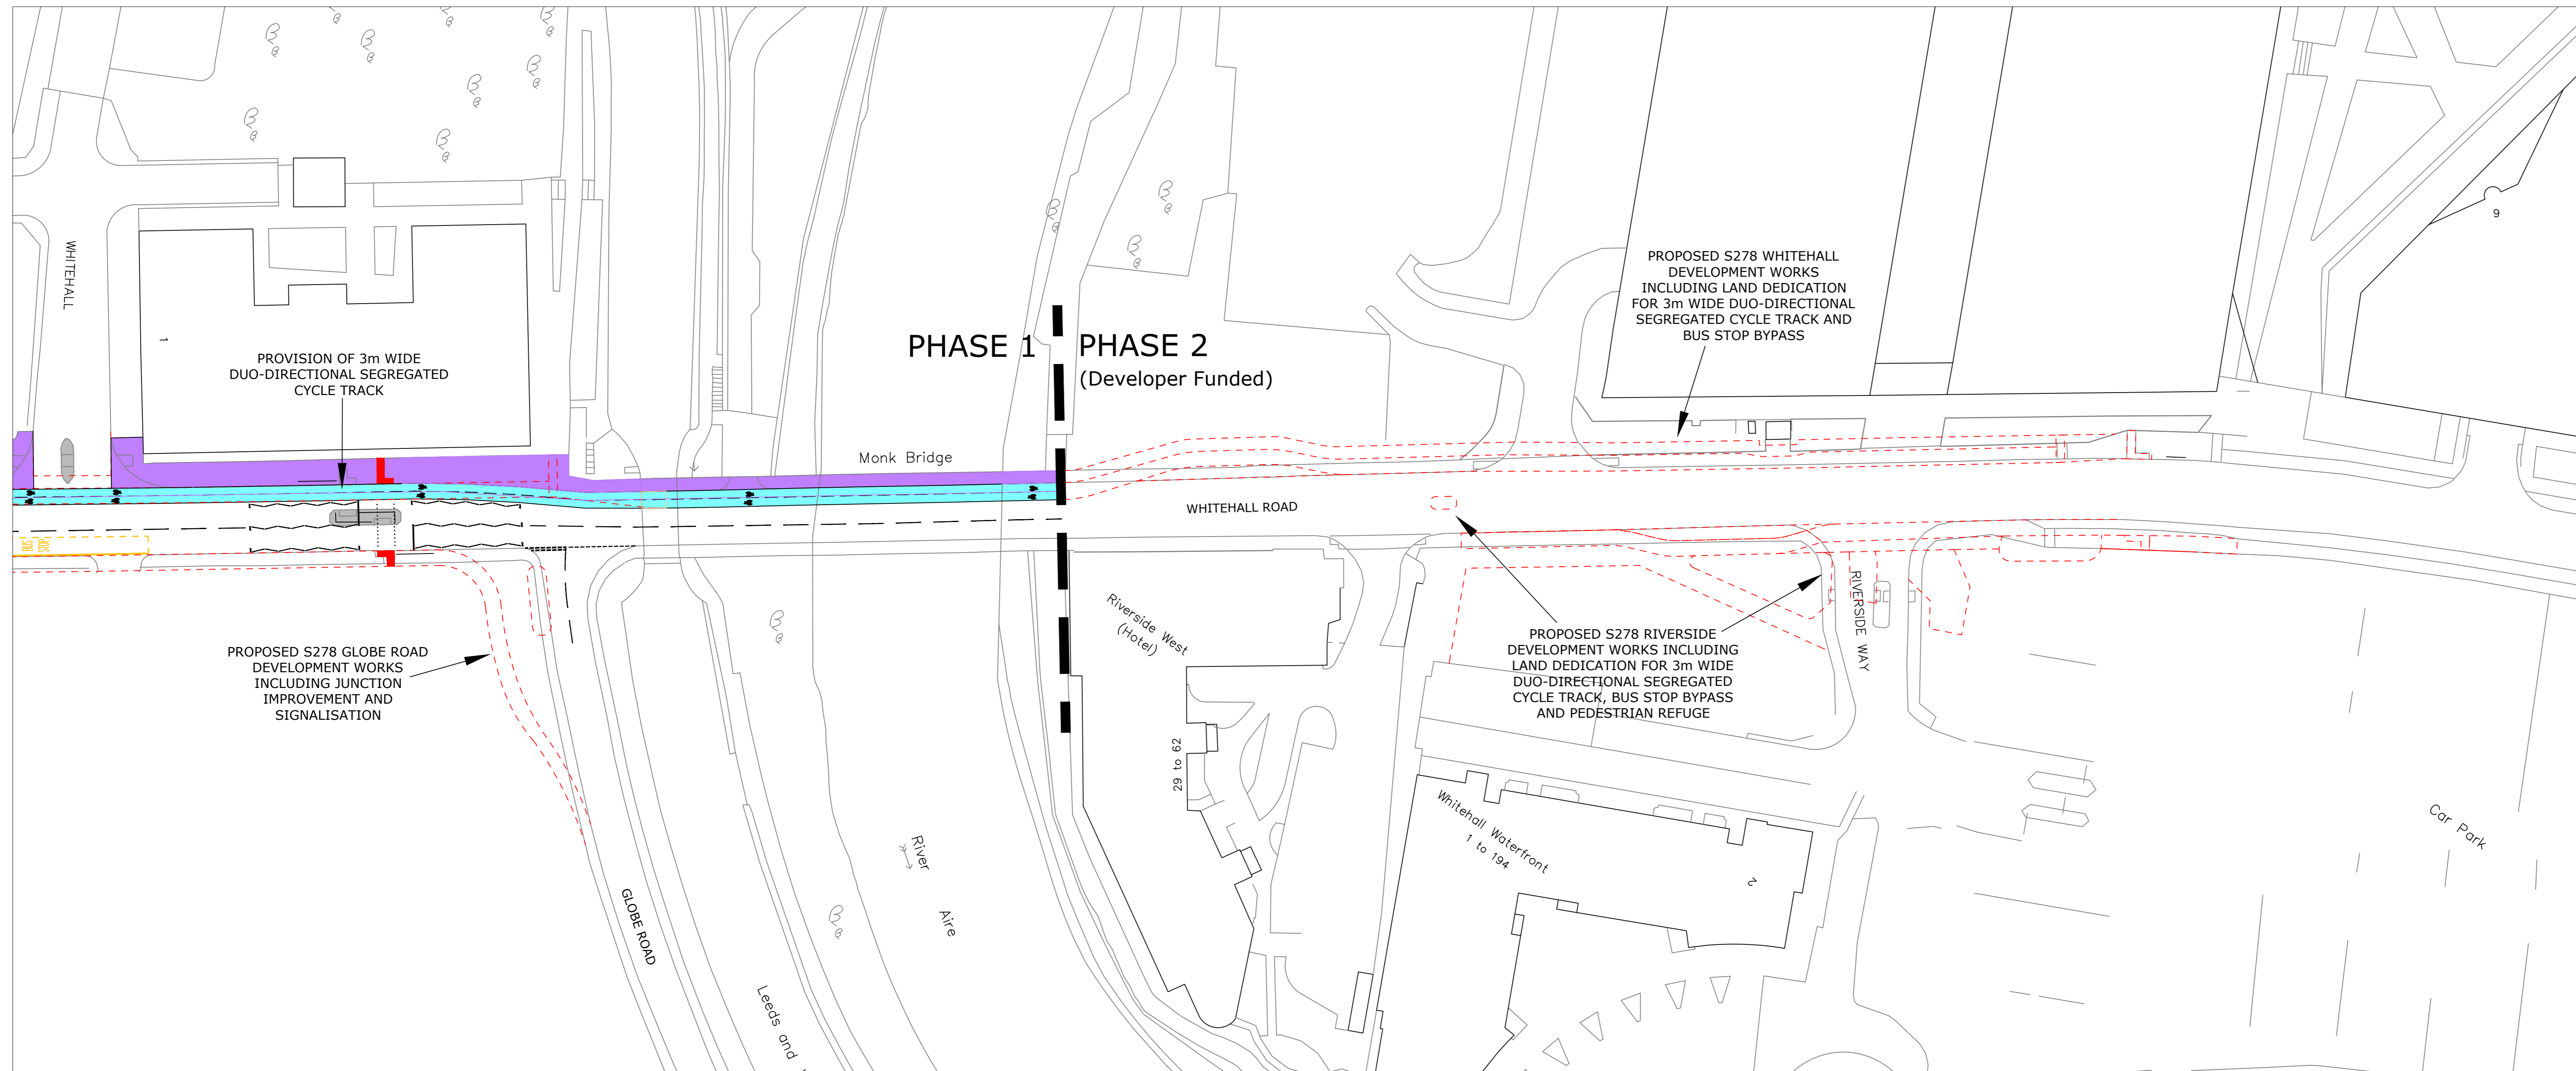 WHITEHALL
1
PROVISION OF 3m WIDE
DUO-DIRECTIONAL SEGREGATED
CYCLE TRACK
PHASE 1
PHASE 2
(Developer Funded)
Monk Bridge
WHITEHALL ROAD
PROPOSED S278 WHITEHALL
DEVELOPMENT WORKS
INCLUDING LAND DEDICATION
FOR 3m WIDE DUO-DIRECTIONAL
SEGREGATED CYCLE TRACK AND
BUS STOP BYPASS
9
BUS
STOP
PROPOSED S278 GLOBE ROAD
DEVELOPMENT WORKS
INCLUDING JUNCTION
IMPROVEMENT AND
SIGNALISATION
GLOBE ROAD
Leeds and
River
Aire
Riverside West
(Hotel)
29 to 62
PROPOSED S278 RIVERSIDE
DEVELOPMENT WORKS INCLUDING
LAND DEDICATION FOR 3m WIDE
DUO-DIRECTIONAL SEGREGATED
CYCLE TRACK, BUS STOP BYPASS
AND PEDESTRIAN REFUGE
RIVERSIDE WAY
Whitehall Waterfront
1 to 194
2
Car Park